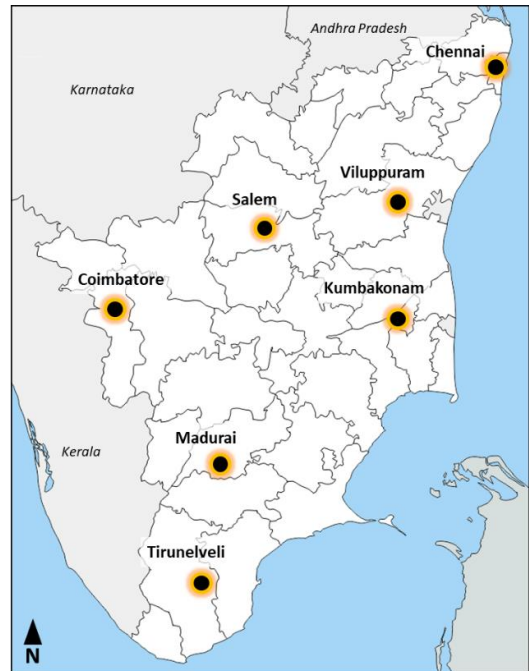 Andhra Pradesh
Chennai
Karnataka
Viluppuram
Salem
Coimbatore
Kumbakonam
Madurai
Kerala
Tirunelveli
N